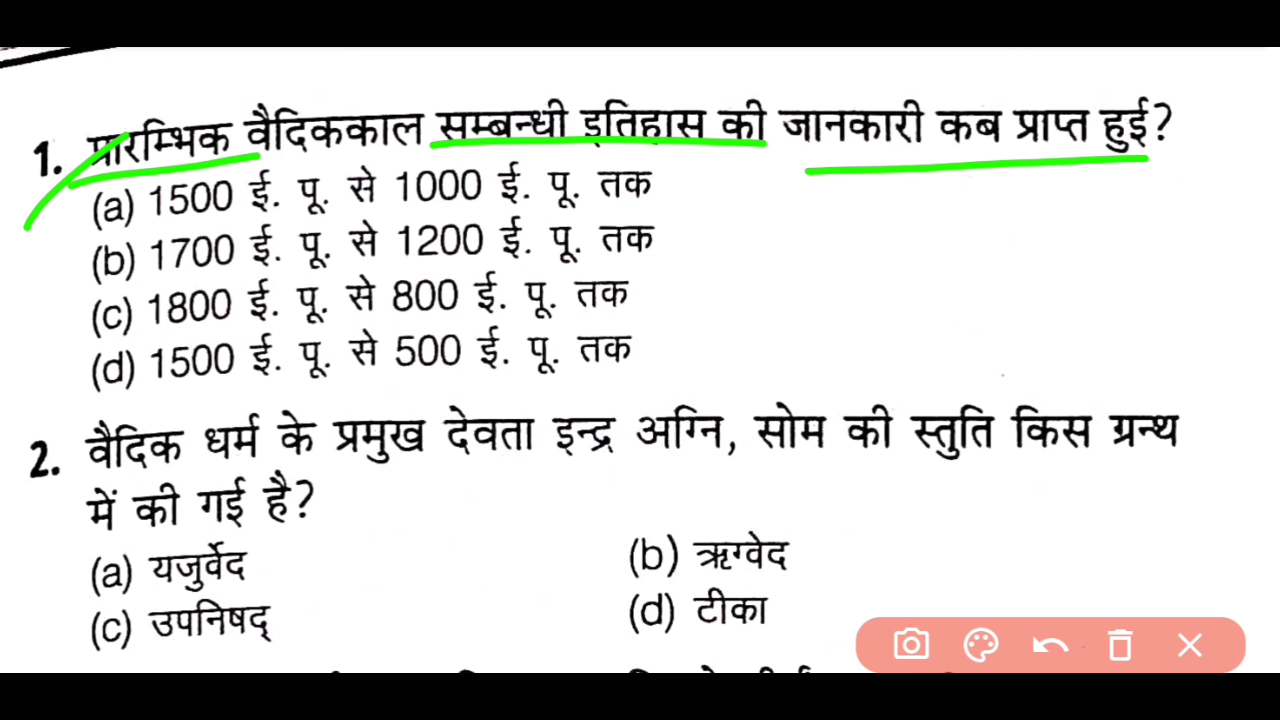 1. प्रारम्भिक वैदिककाल सम्बन्धी इतिहास की जानकारी कब प्राप्त हुई?
(a) 1500 ई. पू. से 1000 ई. पू. तक
(b) 1700 ई. पू. से 1200 ई. पू. तक
(c) 1800 ई. पू. से 800 ई. पू. तक
(d) 1500 ई. पू. से 500 ई. पू. तक
2. वैदिक धर्म के प्रमुख देवता इन्द्र अग्नि, सोम की स्तुति किस ग्रन्थ
में की गई है?
(a) यजुर्वेद (b) ऋग्वेद
(c) उपनिषद् (d) टीका